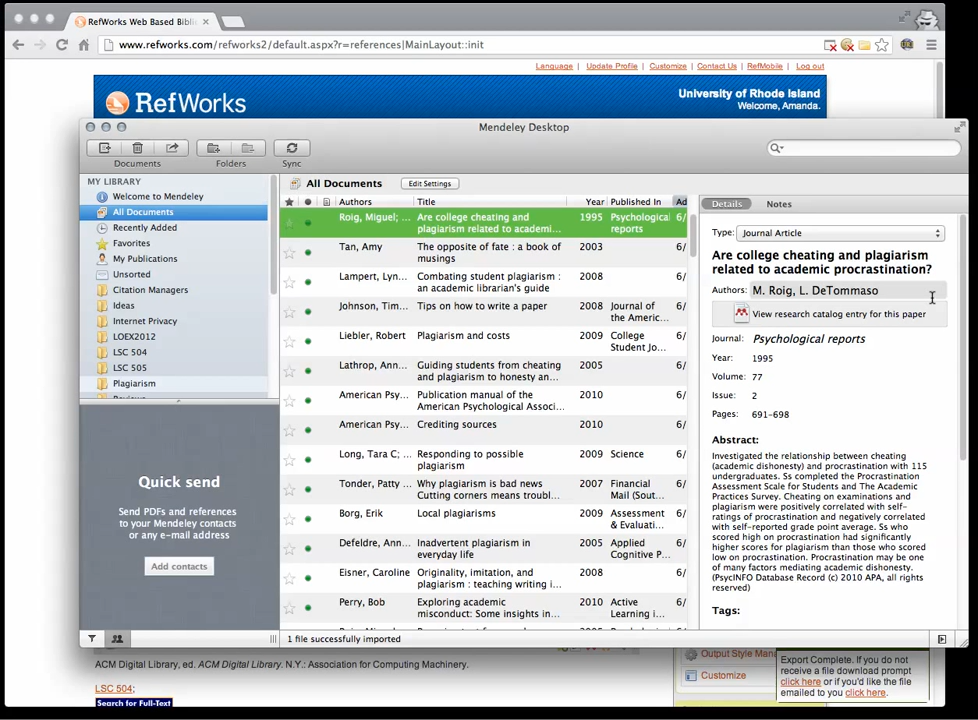 RefWorks Web Based Bibli
www.refworks.com/refworks2/default.aspx?r=references|MainLayout::init
Language | Update Profile | Customize | Contact Us | RefMobile | Log out
RefWorks
University of Rhode Island
Welcome, Amanda.
Mendeley Desktop
Documents
Folders
Sync
MY LIBRARY
Welcome to Mendeley
All Documents
Recently Added
Favorites
My Publications
Unsorted
Citation Managers
Ideas
Internet Privacy
LOEX2012
LSC 504
LSC 505
Plagiarism
Quick send
Send PDFs and references
to your Mendeley contacts
or any e-mail address
Add contacts
All Documents
Edit Settings
Authors Title Year Published In Ad
Roig, Miguel; ... Are college cheating and 1995 Psychological 6/
plagiarism related to academi... reports
Tan, Amy The opposite of fate : a book of 2003 6/
musings
Lampert, Lyn... Combating student plagiarism : 2008 6/
an academic librarian's guide
Johnson, Tim... Tips on how to write a paper 2008 Journal of 6/
the Americ...
Liebler, Robert Plagiarism and costs 2009 College 6/
Student Jo...
Lathrop, Ann... Guiding students from cheating 2005 6/
and plagiarism to honesty an...
American Psy... Publication manual of the 2010 6/
American Psychological Associ...
American Psy... Crediting sources 2010 6/
Long, Tara C; ... Responding to possible 2009 Science 6/
plagiarism
Tonder, Patty ... Why plagiarism is bad news 2007 Financial 6/
Cutting corners means troubl... Mail (Sout...
Borg, Erik Local plagiarisms 2009 Assessment 6/
& Evaluati...
Defeldre, Ann... Inadvertent plagiarism in 2005 Applied 6/
everyday life Cognitive P...
Eisner, Caroline Originality, imitation, and 2008 6/
plagiarism : teaching writing i...
Perry, Bob Exploring academic 2010 Active 6/
misconduct: Some insights in... Learning i...
1 file successfully imported
Details
Notes
Type: Journal Article
Are college cheating and plagiarism
related to academic procrastination?
Authors: M. Roig, L. DeTommaso
View research catalog entry for this paper
Journal: Psychological reports
Year: 1995
Volume: 77
Issue: 2
Pages: 691-698
Abstract:
Investigated the relationship between cheating
(academic dishonesty) and procrastination with 115
undergraduates. Ss completed the Procrastination
Assessment Scale for Students and The Academic
Practices Survey. Cheating on examinations and
plagiarism were positively correlated with self-
ratings of procrastination and negatively correlated
with self-reported grade point average. Ss who
scored high on procrastination had significantly
higher scores for plagiarism than those who scored
low on procrastination. Procrastination may be one
of many factors mediating academic dishonesty.
(PsycINFO Database Record (c) 2010 APA, all rights
reserved)
Tags:
ACM Digital Library, ed. ACM Digital Library. N.Y.: Association for Computing Machinery.
LSC 504;
Search for Full-Text
Output Style Man
Customize
Export Complete. If you do not
receive a file download prompt
click here or if you'd like the file
emailed to you click here.